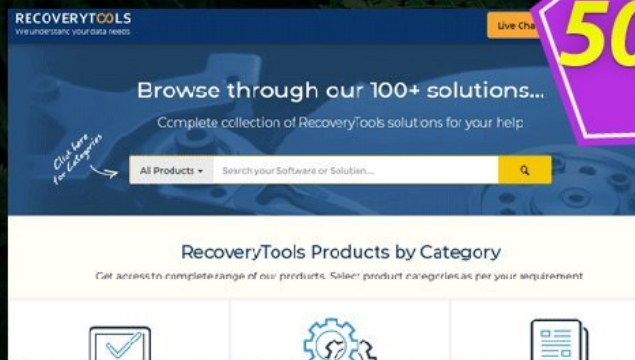 RECOVERYTOOLS
We understand your data needs
Live Cha
50
Browse through our 100+ solutions...
Complete collection of RecoveryTools solutions for your help
Click here
for Categories
All Products
Search your Software or Solution....
RecoveryTools Products by Category
Get access to complete range of our products. Select product categories as per your requirement